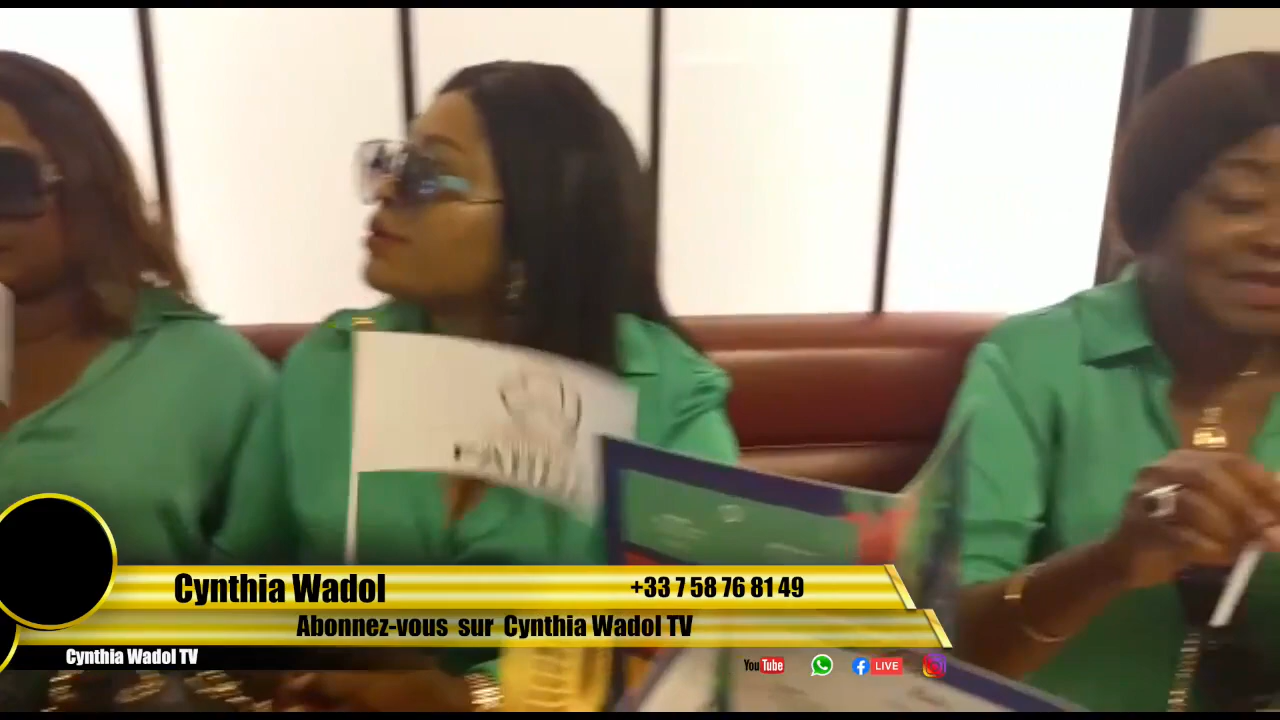 Cynthia Wadol
+33 7 58 76 81 49
Abonnez-vous sur Cynthia Wadol TV
Cynthia Wadol TV
YouTube
LIVE